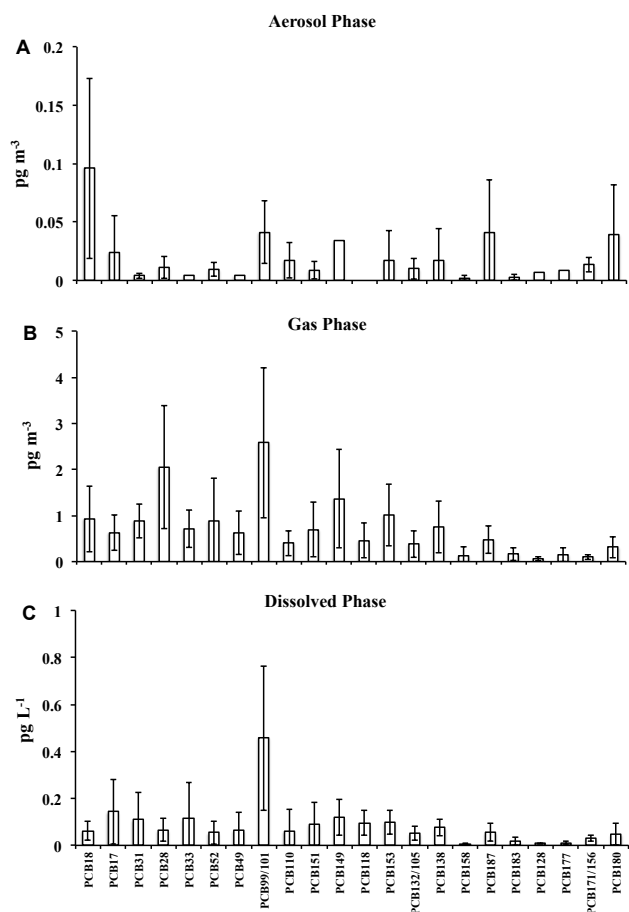 Aerosol Phase
A
0.2
0.15
0.1
0.05
0
pg m-3
Gas Phase
B
5
4
3
2
1
0
pg m-3
Dissolved Phase
C
1
0.8
0.6
0.4
0.2
0
pg L-1
PCB18
PCB17
PCB31
PCB28
PCB33
PCB52
PCB49
PCB99/101
PCB110
PCB151
PCB149
PCB118
PCB153
PCB132/105
PCB138
PCB158
PCB187
PCB183
PCB128
PCB177
PCB171/156
PCB180